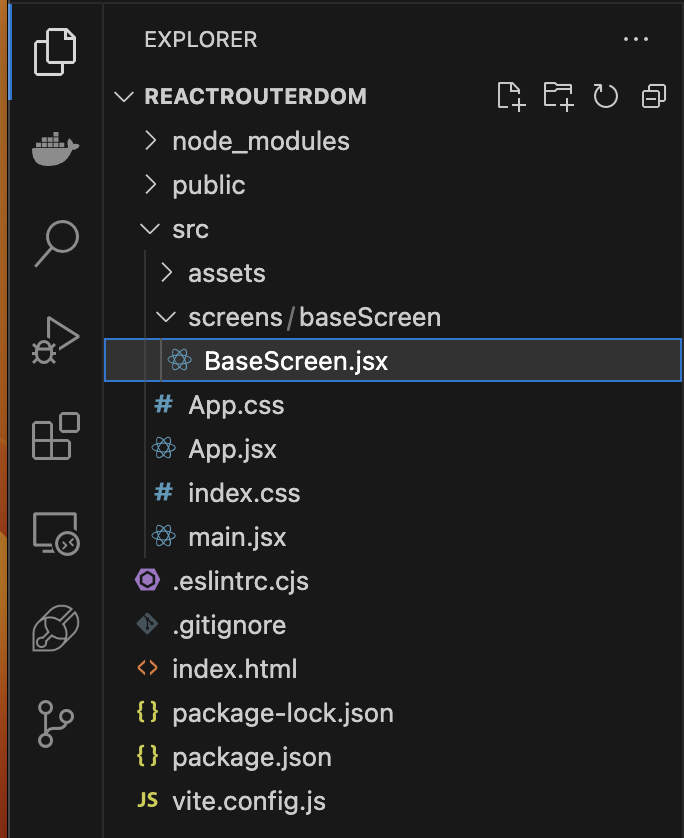 EXPLORER
REACTROUTERDOM
node_modules
public
src
assets
screens/baseScreen
BaseScreen.jsx
# App.css
App.jsx
# index.css
main.jsx
.eslintrc.cjs
.gitignore
<> index.html
{} package-lock.json
{} package.json
JS vite.config.js